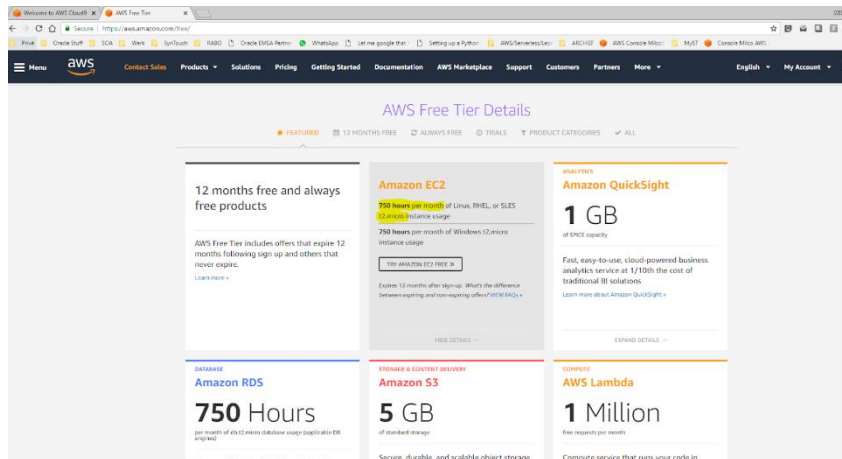 Welcome to AWS Cloud9
AWS Free Tier
Secure https://aws.amazon.com/free/
Privé
Oracle Stuff
SOA
Werk
SynTouch
RABO
Oracle EMEA Partne
WhatsApp
Let me google that
Setting up a Python
AWS/Serverless/Lex
ARCHIEF
AWS Console Milco
MyST
Console Milco AWS
Menu
aws
Contact Sales
Products
Solutions
Pricing
Getting Started
Documentation
AWS Marketplace
Support
Customers
Partners
More
English
My Account
AWS Free Tier Details
FEATURED
12 MONTHS FREE
ALWAYS FREE
TRIALS
PRODUCT CATEGORIES
ALL
12 months free and always
free products
AWS Free Tier includes offers that expire 12
months following sign up and others that
never expire.
Learn more »
Amazon EC2
750 hours per month of Linux, RHEL, or SLES
t2.micro instance usage
750 hours per month of Windows t2.micro
instance usage
TRY AMAZON EC2 FREE »
Expires 12 months after sign-up. What's the difference
between expiring and non-expiring offers? VIEW FAQs »
HIDE DETAILS
ANALYTICS
Amazon QuickSight
1 GB
of SPICE capacity
Fast, easy-to-use, cloud-powered business
analytics service at 1/10th the cost of
traditional BI solutions
Learn more about Amazon QuickSight »
EXPAND DETAILS
DATABASE
Amazon RDS
750 Hours
per month of db.t2.micro database usage (applicable DB
engines)
STORAGE & CONTENT DELIVERY
Amazon S3
5 GB
of standard storage
Secure, durable, and scalable object storage
COMPUTE
AWS Lambda
1 Million
free requests per month
Compute service that runs your code in